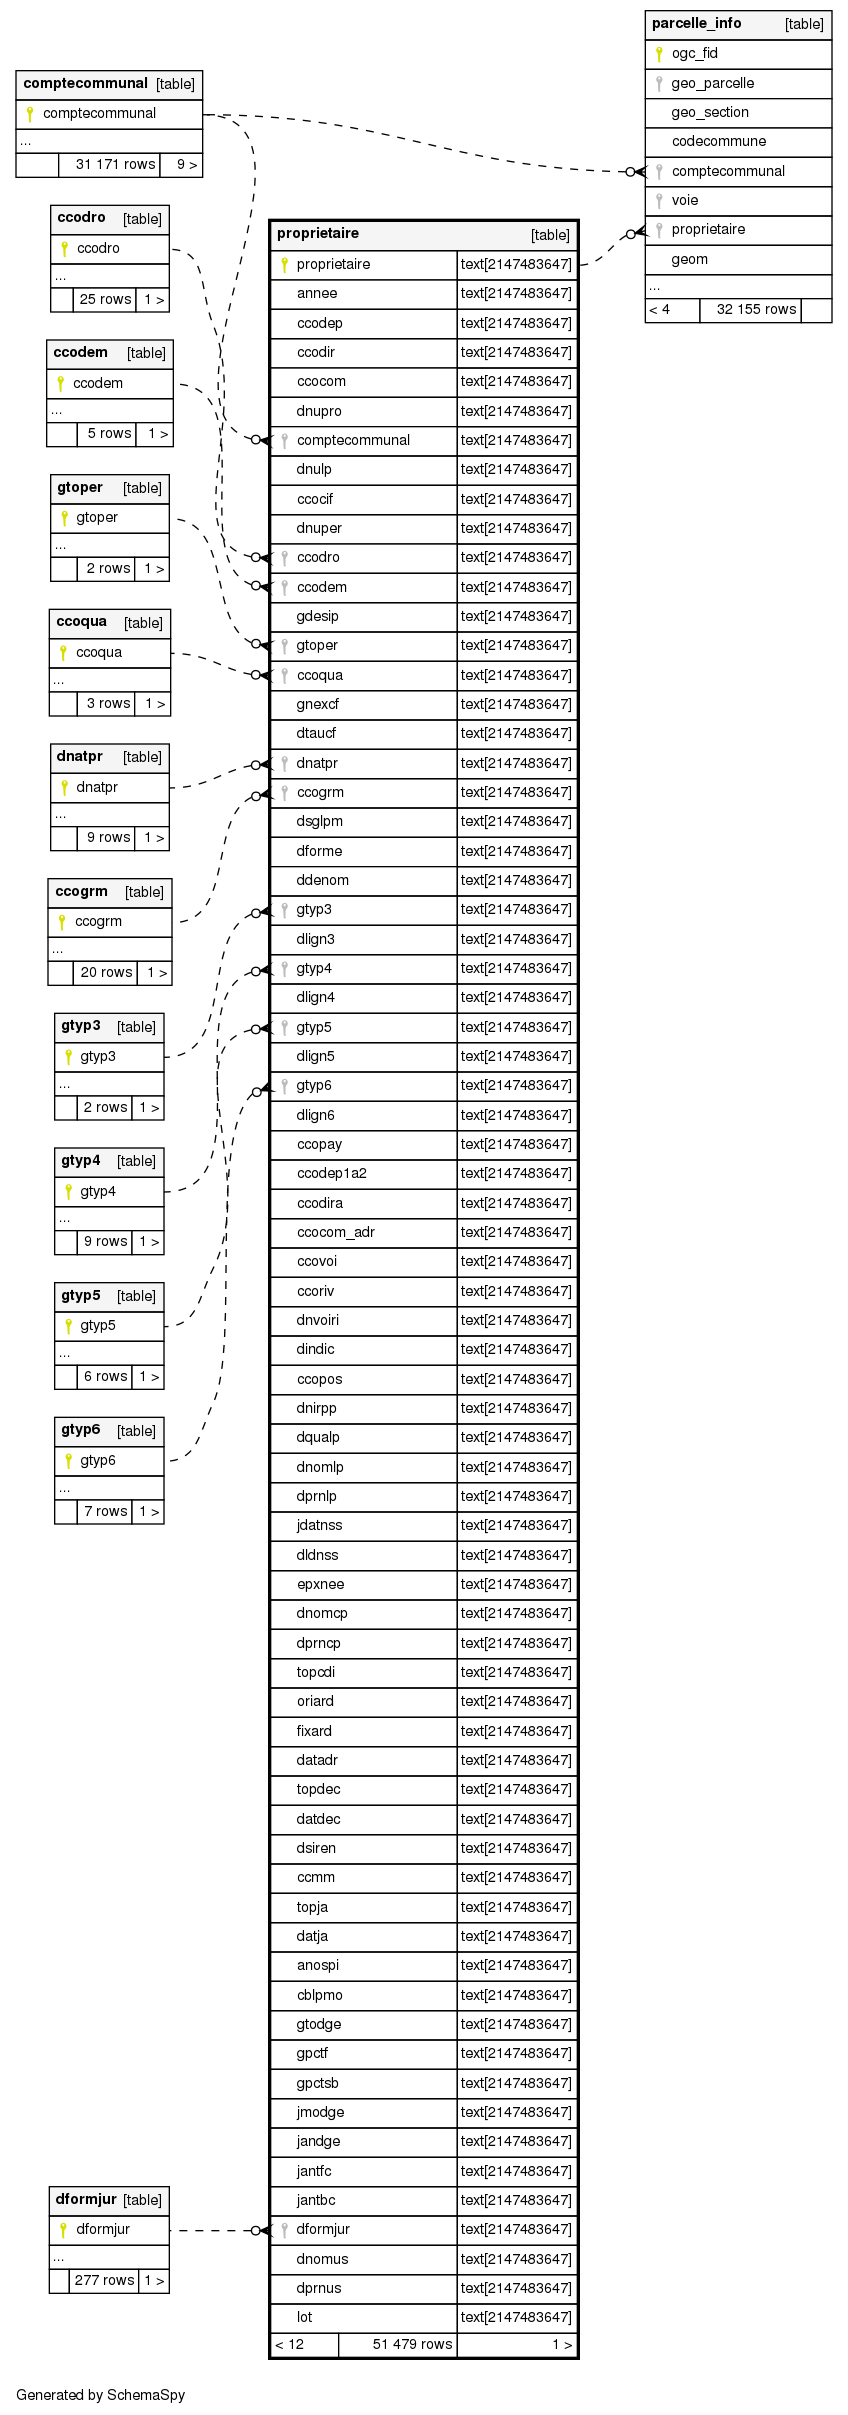 parcelle_info [table]
ogc_fid
geo_parcelle
geo_section
codecommune
comptecommunal
voie
proprietaire
geom
...
< 4 32 155 rows
comptecommunal [table]
comptecommunal
...
31 171 rows 9 >
ccodro [table]
ccodro
...
25 rows 1 >
ccodem [table]
ccodem
...
5 rows 1 >
gtoper [table]
gtoper
...
2 rows 1 >
ccoqua [table]
ccoqua
...
3 rows 1 >
dnatpr [table]
dnatpr
...
9 rows 1 >
ccogrm [table]
ccogrm
...
20 rows 1 >
gtyp3 [table]
gtyp3
...
2 rows 1 >
gtyp4 [table]
gtyp4
...
9 rows 1 >
gtyp5 [table]
gtyp5
...
6 rows 1 >
gtyp6 [table]
gtyp6
...
7 rows 1 >
dformjur [table]
dformjur
...
277 rows 1 >
proprietaire [table]
proprietaire text[2147483647]
annee text[2147483647]
ccodep text[2147483647]
ccodir text[2147483647]
ccocom text[2147483647]
dnupro text[2147483647]
comptecommunal text[2147483647]
dnulp text[2147483647]
ccocif text[2147483647]
dnuper text[2147483647]
ccodro text[2147483647]
ccodem text[2147483647]
gdesip text[2147483647]
gtoper text[2147483647]
ccoqua text[2147483647]
gnexcf text[2147483647]
dtaucf text[2147483647]
dnatpr text[2147483647]
ccogrm text[2147483647]
dsglpm text[2147483647]
dforme text[2147483647]
ddenom text[2147483647]
gtyp3 text[2147483647]
dlign3 text[2147483647]
gtyp4 text[2147483647]
dlign4 text[2147483647]
gtyp5 text[2147483647]
dlign5 text[2147483647]
gtyp6 text[2147483647]
dlign6 text[2147483647]
ccopay text[2147483647]
ccodep1a2 text[2147483647]
ccodira text[2147483647]
ccocom_adr text[2147483647]
ccovoi text[2147483647]
ccoriv text[2147483647]
dnvoiri text[2147483647]
dindic text[2147483647]
ccopos text[2147483647]
dnirpp text[2147483647]
dqualp text[2147483647]
dnomlp text[2147483647]
dprnlp text[2147483647]
jdatnss text[2147483647]
dldnss text[2147483647]
epxnee text[2147483647]
dnomcp text[2147483647]
dprncp text[2147483647]
topcdi text[2147483647]
oriard text[2147483647]
fixard text[2147483647]
datadr text[2147483647]
topdec text[2147483647]
datdec text[2147483647]
dsiren text[2147483647]
ccmm text[2147483647]
topja text[2147483647]
datja text[2147483647]
anospi text[2147483647]
cblpmo text[2147483647]
gtodge text[2147483647]
gpctf text[2147483647]
gpctsb text[2147483647]
jmodge text[2147483647]
jandge text[2147483647]
jantfc text[2147483647]
jantbc text[2147483647]
dformjur text[2147483647]
dnomus text[2147483647]
dprnus text[2147483647]
lot text[2147483647]
< 12 51 479 rows 1 >
Generated by SchemaSpy